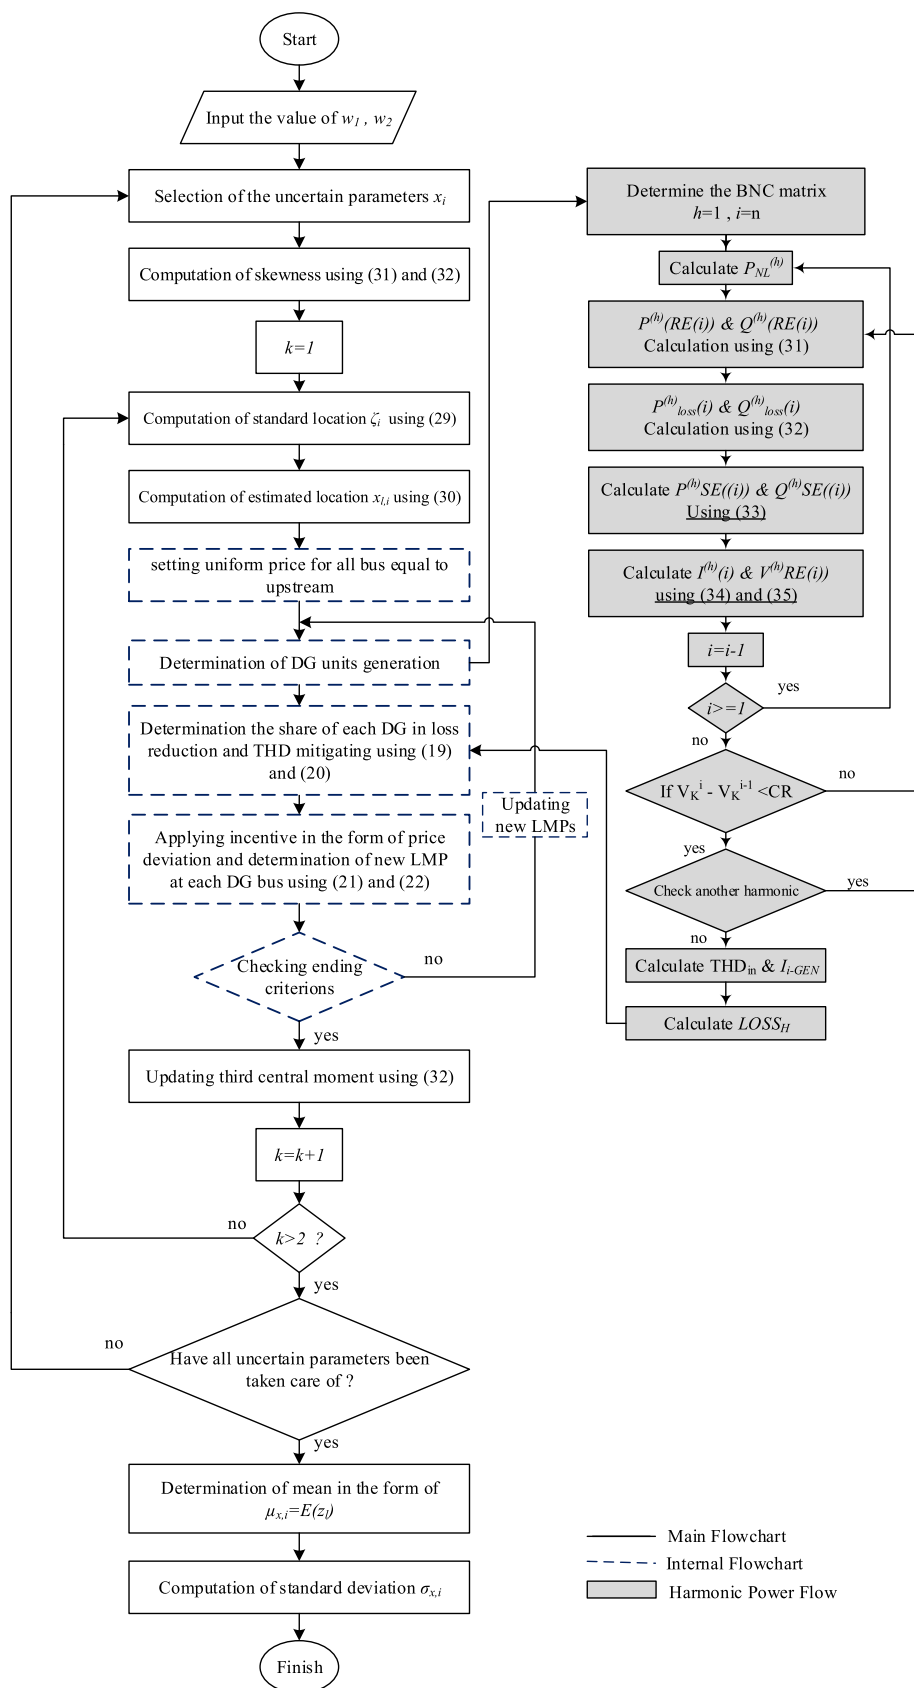 Start
Input the value of w1 , w2
Selection of the uncertain parameters xi
Computation of skewness using (31) and (32)
k=1
Computation of standard location ζi using (29)
Computation of estimated location xl,i using (30)
setting uniform price for all bus equal to
upstream
Determination of DG units generation
Determination the share of each DG in loss
reduction and THD mitigating using (19)
and (20)
Applying incentive in the form of price
deviation and determination of new LMP
at each DG bus using (21) and (22)
Updating
new LMPs
Checking ending
criterions
no
yes
Updating third central moment using (32)
k=k+1
k>2 ?
no
yes
Have all uncertain parameters been
taken care of ?
no
yes
Determination of mean in the form of
μx,i=E(zl)
Computation of standard deviation σx,i
Finish
Determine the BNC matrix
h=1 , i=n
Calculate PNL(h)
P(h)(RE(i)) & Q(h)(RE(i))
Calculation using (31)
P(h)loss(i) & Q(h)loss(i)
Calculation using (32)
Calculate P(h)SE((i)) & Q(h)SE((i))
Using (33)
Calculate I(h)(i) & V(h)RE(i))
using (34) and (35)
i=i-1
i>=1
yes
no
If VKi - VKi-1 <CR
no
yes
Check another harmonic
yes
no
Calculate THDin & Ii-GEN
Calculate LOSSH
Main Flowchart
Internal Flowchart
Harmonic Power Flow